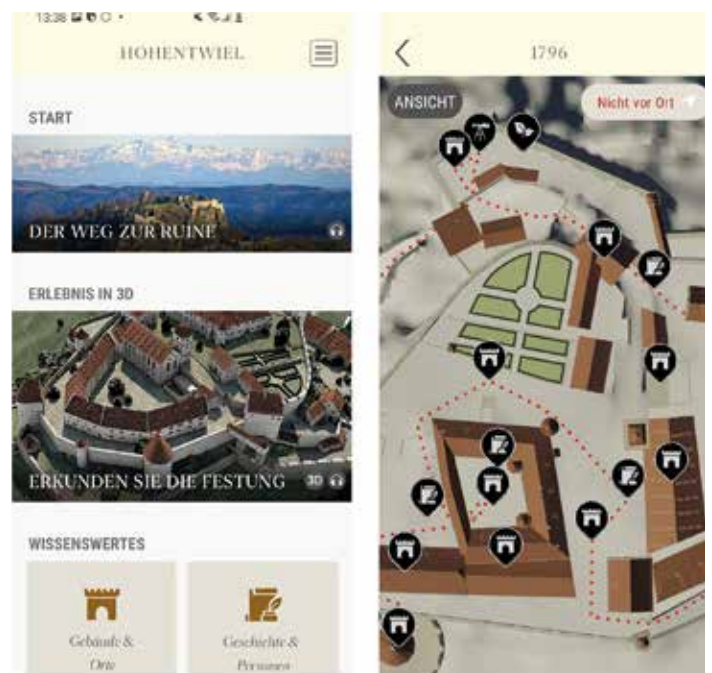 13:38
HOHENTWIEL
START
DER WEG ZUR RUINE
ERLEBNIS IN 3D
ERKUNDEN SIE DIE FESTUNG 3D
WISSENSWERTES
Gebäude &
Orte
Geschichte &
Personen
1796
ANSICHT
Nicht vor Ort